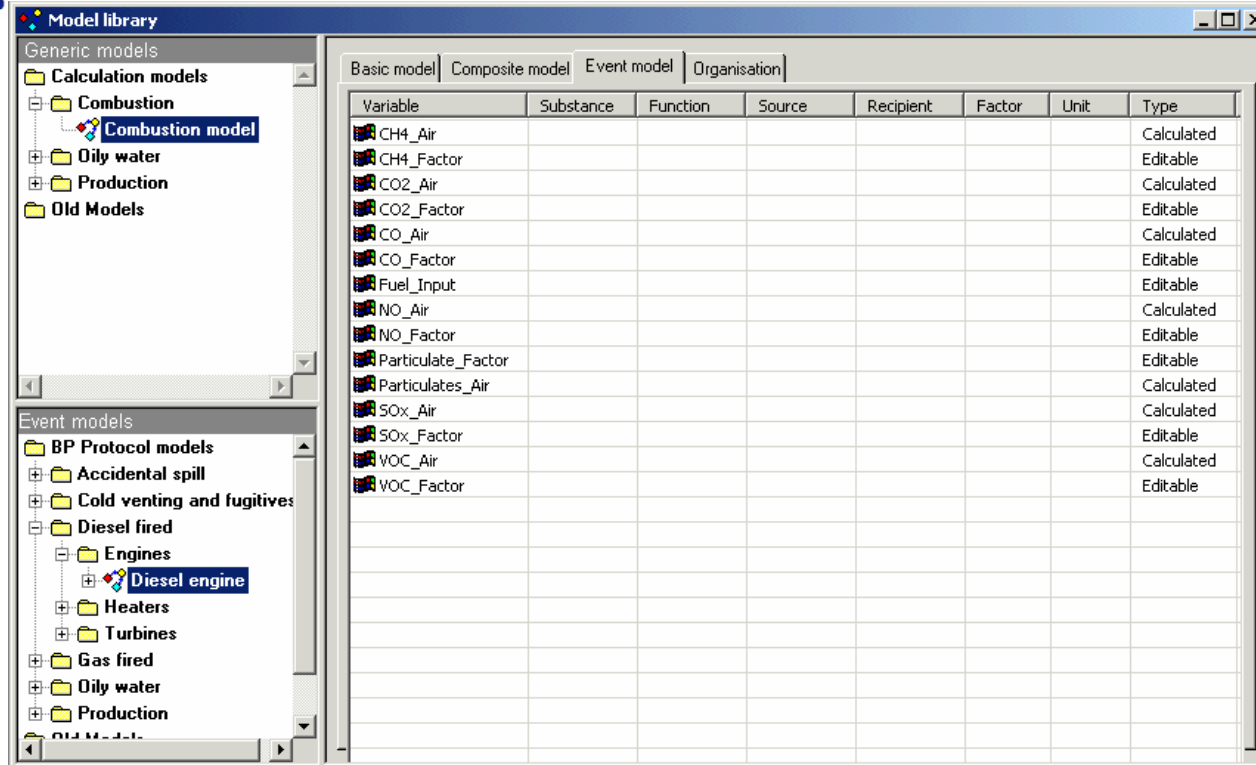 Model library
Generic models
Calculation models
Combustion
Combustion model
Oily water
Production
Old Models
Event models
BP Protocol models
Accidental spill
Cold venting and fugitives
Diesel fired
Engines
Diesel engine
Heaters
Turbines
Gas fired
Oily water
Production
Old Models
Basic model Composite model Event model Organisation
Variable Substance Function Source Recipient Factor Unit Type
CH4_Air Calculated
CH4_Factor Editable
CO2_Air Calculated
CO2_Factor Editable
CO_Air Calculated
CO_Factor Editable
Fuel_Input Editable
NO_Air Calculated
NO_Factor Editable
Particulate_Factor Editable
Particulates_Air Calculated
SOx_Air Calculated
SOx_Factor Editable
VOC_Air Calculated
VOC_Factor Editable